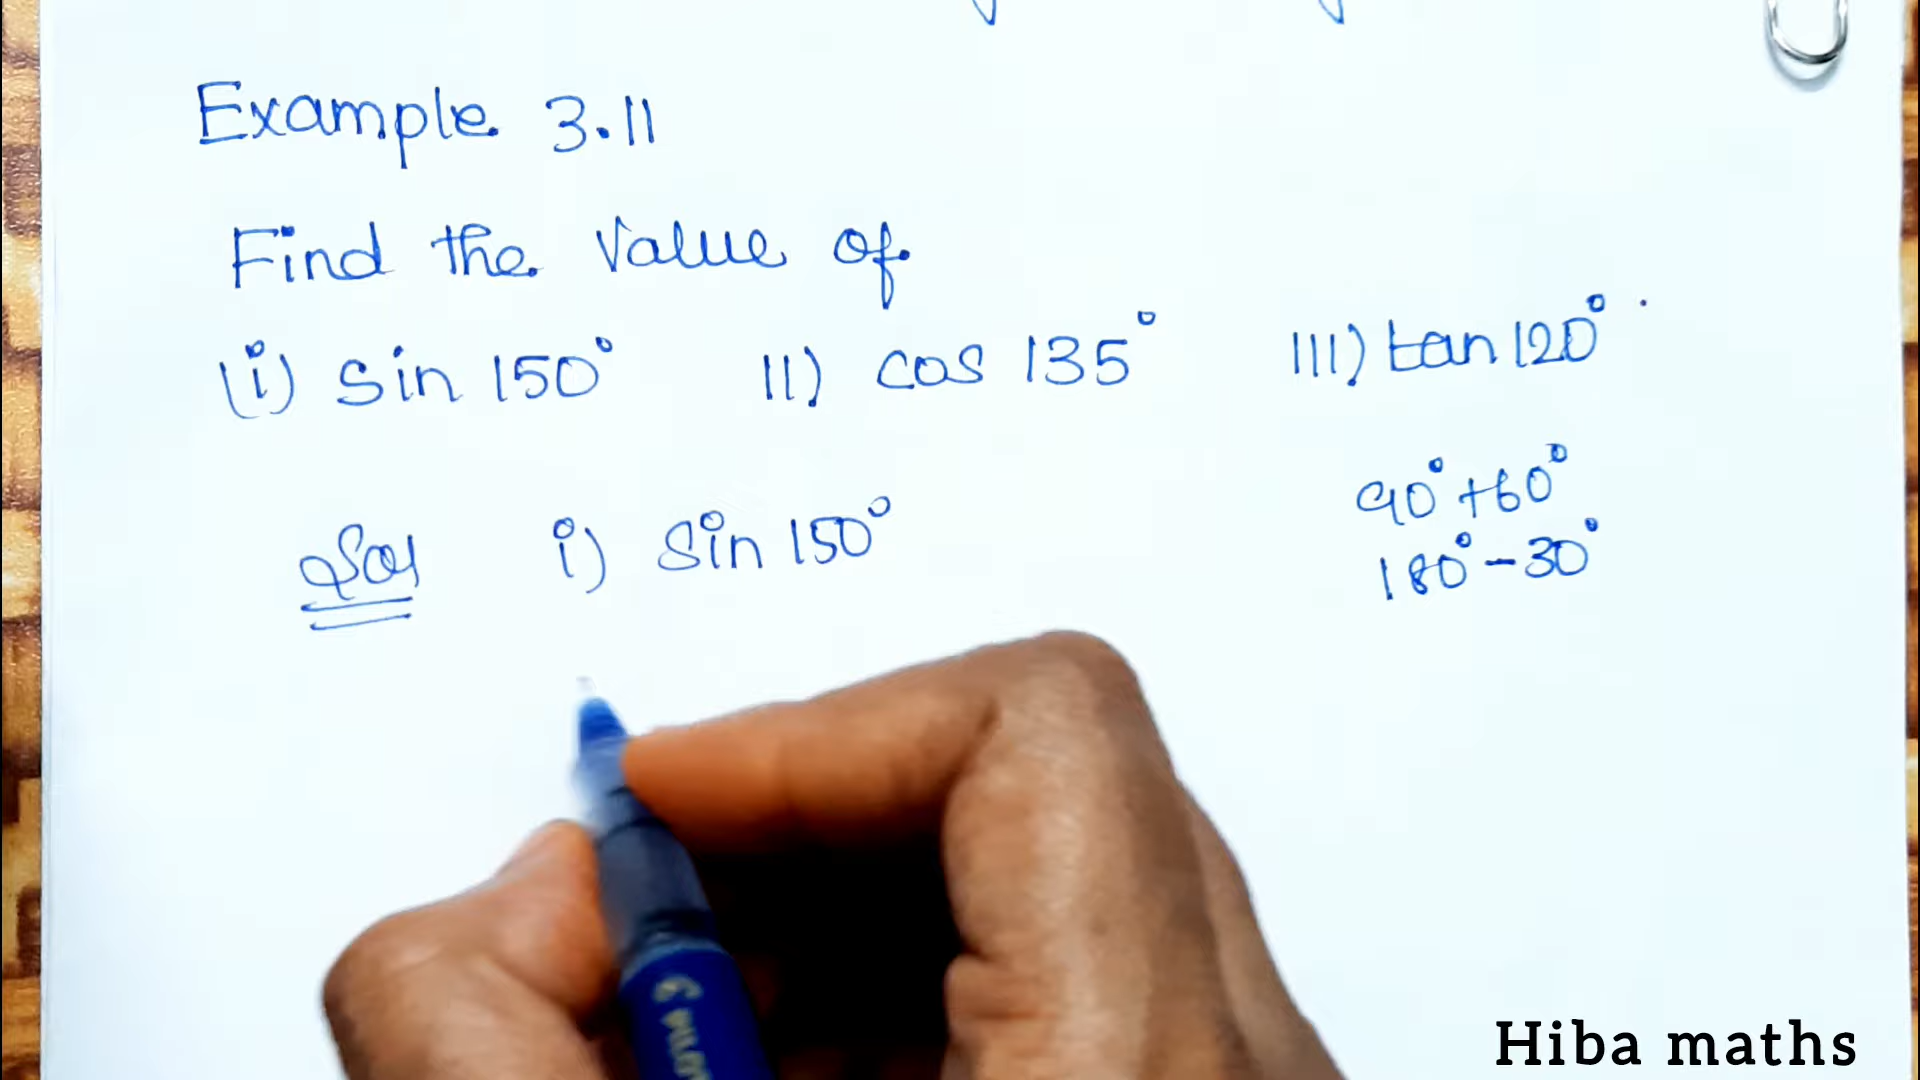 Example 3.11
Find the value of
(i) sin 150° II) cos 135° III) tan 120°
90° + 60°
180° - 30°
Sol i) sin 150°
PILOT
Hiba maths